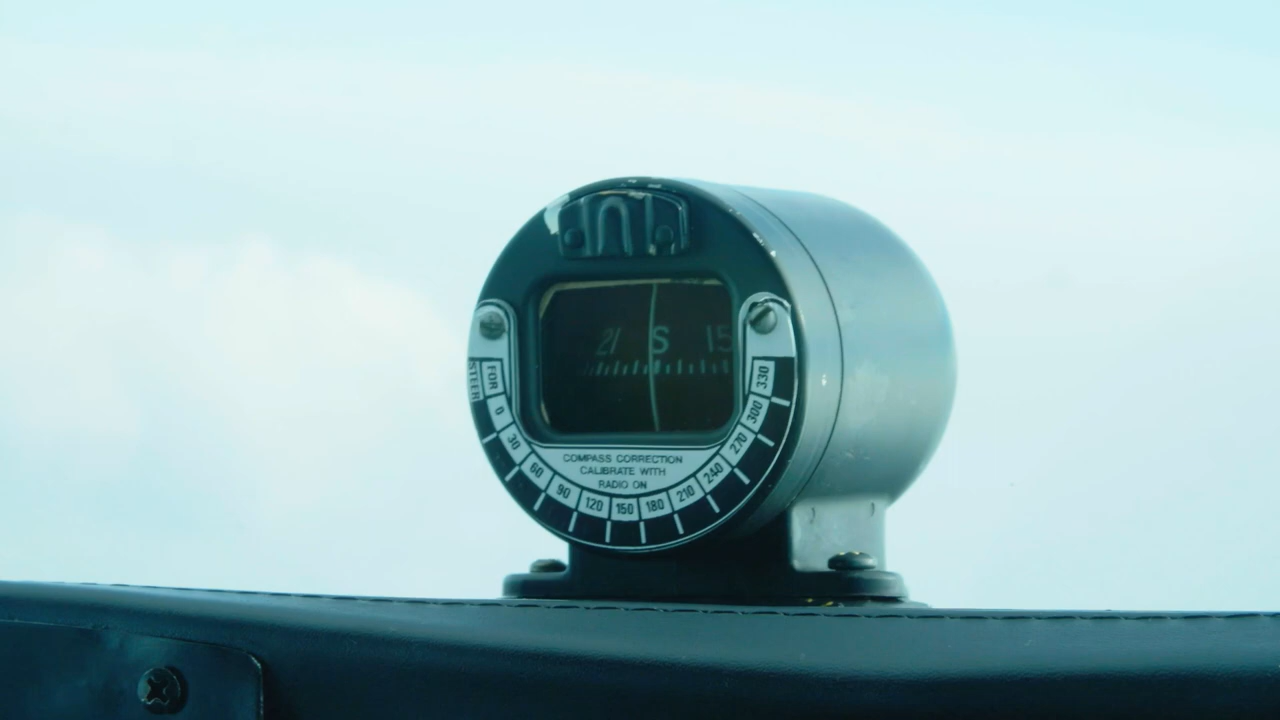 21 S 15
FOR 0 30 60 90 120 150 180 210 240 270 300 330
STEER
COMPASS CORRECTION
CALIBRATE WITH
RADIO ON